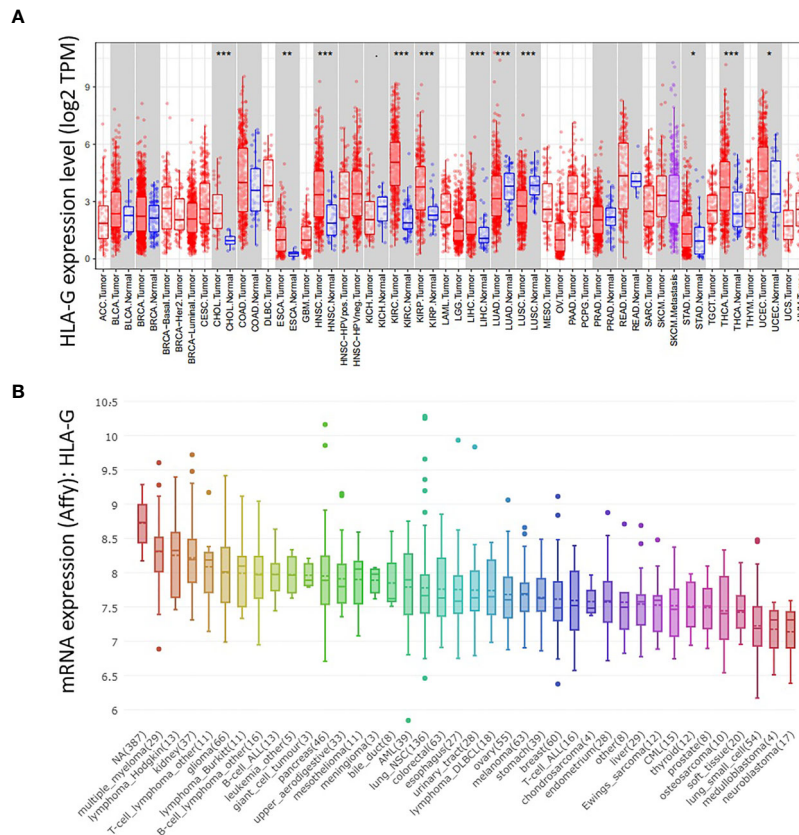 A
HLA-G expression level (log2 TPM)
9
6
3
0
*** ** *** . *** *** *** *** *** * *** *
ACC.Tumor
BLCA.Tumor
BLCA.Normal
BRCA.Tumor
BRCA.Normal
BRCA-Basal.Tumor
BRCA-Her2.Tumor
BRCA-Luminal.Tumor
CESC.Tumor
CHOL.Tumor
CHOL.Normal
COAD.Tumor
COAD.Normal
DLBC.Tumor
ESCA.Tumor
ESCA.Normal
GBM.Tumor
HNSC.Tumor
HNSC.Normal
HNSC-HPVpos.Tumor
HNSC-HPVneg.Tumor
KICH.Tumor
KICH.Normal
KIRC.Tumor
KIRC.Normal
KIRP.Tumor
KIRP.Normal
LAML.Tumor
LGG.Tumor
LIHC.Tumor
LIHC.Normal
LUAD.Tumor
LUAD.Normal
LUSC.Tumor
LUSC.Normal
MESO.Tumor
OV.Tumor
PAAD.Tumor
PCPG.Tumor
PRAD.Tumor
PRAD.Normal
READ.Tumor
READ.Normal
SARC.Tumor
SKCM.Tumor
SKCM.Metastasis
STAD.Tumor
STAD.Normal
TGCT.Tumor
THCA.Tumor
THCA.Normal
THYM.Tumor
UCEC.Tumor
UCEC.Normal
UCS.Tumor
B
mRNA expression (Affy): HLA-G
10.5
10
9.5
9
8.5
8
7.5
7
6.5
6
NA(387)
multiple_myeloma(29)
lymphoma_Hodgkin(13)
kidney(37)
T-cell_lymphoma_other(11)
glioma(66)
lymphoma_Burkitt(11)
B-cell_lymphoma_other(16)
B-cell_ALL(13)
leukemia_other(5)
giant_cell_tumour(3)
pancreas(46)
upper_aerodigestive(33)
mesothelioma(11)
meningioma(3)
bile_duct(8)
AML(39)
lung_NSC(136)
colorectal(63)
esophagus(27)
urinary_tract(28)
lymphoma_DLBCL(18)
ovary(55)
melanoma(63)
stomach(39)
breast(60)
T-cell_ALL(16)
chondrosarcoma(4)
endometrium(28)
other(8)
liver(29)
Ewings_sarcoma(12)
CML(15)
thyroid(12)
prostate(8)
osteosarcoma(10)
soft_tissue(20)
lung_small_cell(54)
medulloblastoma(4)
neuroblastoma(17)